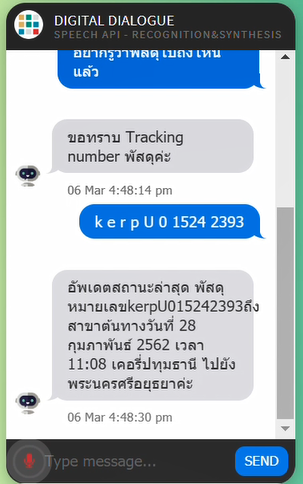 DIGITAL DIALOGUE
SPEECH API - RECOGNITION&SYNTHESIS
อยากรู้ว่าพัสดุไปถึงไหน
แล้ว
ขอทราบ Tracking
number พัสดุค่ะ
06 Mar 4:48:14 pm
k e r p U 0 1524 2393
อัพเดตสถานะล่าสุด พัสดุ
หมายเลขkerpU015242393ถึง
สาขาต้นทางวันที่ 28
กุมภาพันธ์ 2562 เวลา
11:08 เคอรี่ปทุมธานี ไปยัง
พระนครศรีอยุธยาค่ะ
06 Mar 4:48:30 pm
Type message...
SEND